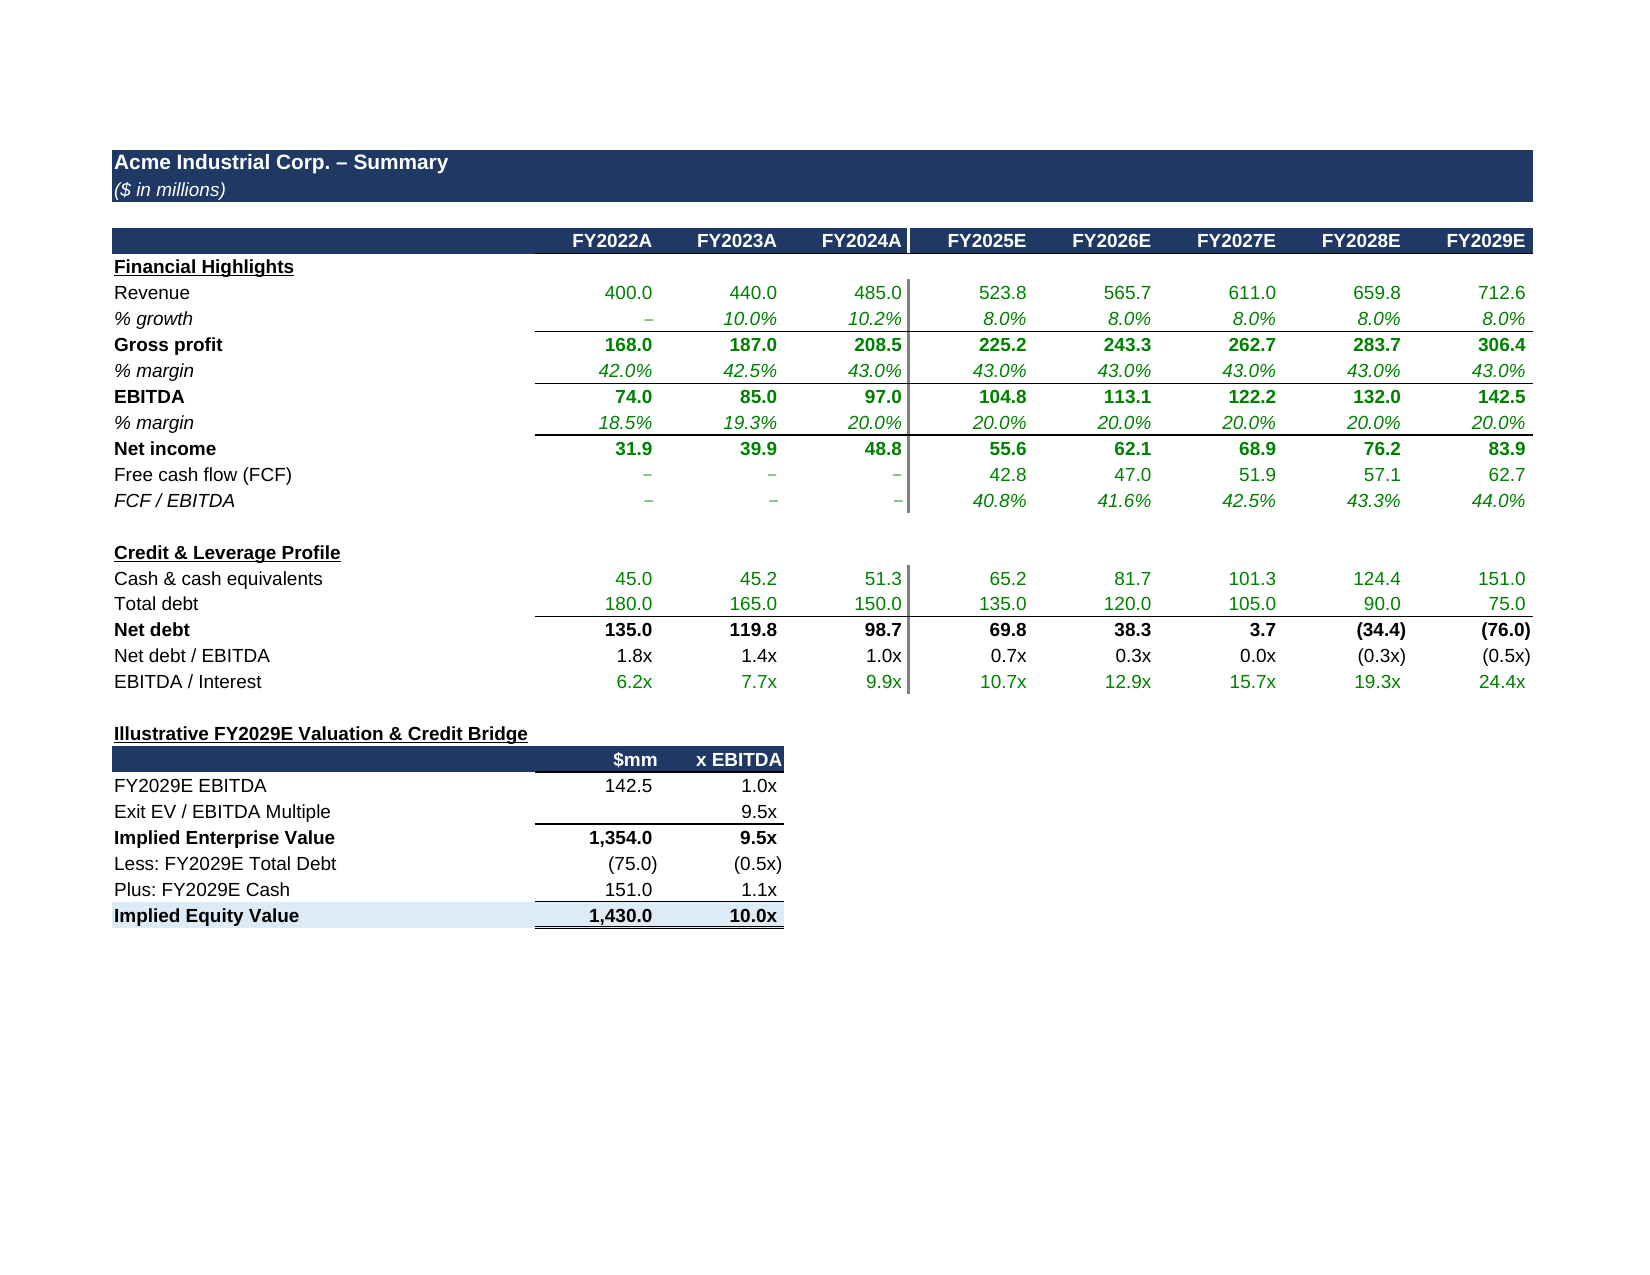 Acme Industrial Corp. – Summary
($ in millions)
FY2022A FY2023A FY2024A FY2025E FY2026E FY2027E FY2028E FY2029E
Financial Highlights
Revenue 400.0 440.0 485.0 523.8 565.7 611.0 659.8 712.6
% growth – 10.0% 10.2% 8.0% 8.0% 8.0% 8.0% 8.0%
Gross profit 168.0 187.0 208.5 225.2 243.3 262.7 283.7 306.4
% margin 42.0% 42.5% 43.0% 43.0% 43.0% 43.0% 43.0% 43.0%
EBITDA 74.0 85.0 97.0 104.8 113.1 122.2 132.0 142.5
% margin 18.5% 19.3% 20.0% 20.0% 20.0% 20.0% 20.0% 20.0%
Net income 31.9 39.9 48.8 55.6 62.1 68.9 76.2 83.9
Free cash flow (FCF) – – – 42.8 47.0 51.9 57.1 62.7
FCF / EBITDA – – – 40.8% 41.6% 42.5% 43.3% 44.0%
Credit & Leverage Profile
Cash & cash equivalents 45.0 45.2 51.3 65.2 81.7 101.3 124.4 151.0
Total debt 180.0 165.0 150.0 135.0 120.0 105.0 90.0 75.0
Net debt 135.0 119.8 98.7 69.8 38.3 3.7 (34.4) (76.0)
Net debt / EBITDA 1.8x 1.4x 1.0x 0.7x 0.3x 0.0x (0.3x) (0.5x)
EBITDA / Interest 6.2x 7.7x 9.9x 10.7x 12.9x 15.7x 19.3x 24.4x
Illustrative FY2029E Valuation & Credit Bridge
$mm x EBITDA
FY2029E EBITDA 142.5 1.0x
Exit EV / EBITDA Multiple 9.5x
Implied Enterprise Value 1,354.0 9.5x
Less: FY2029E Total Debt (75.0) (0.5x)
Plus: FY2029E Cash 151.0 1.1x
Implied Equity Value 1,430.0 10.0x